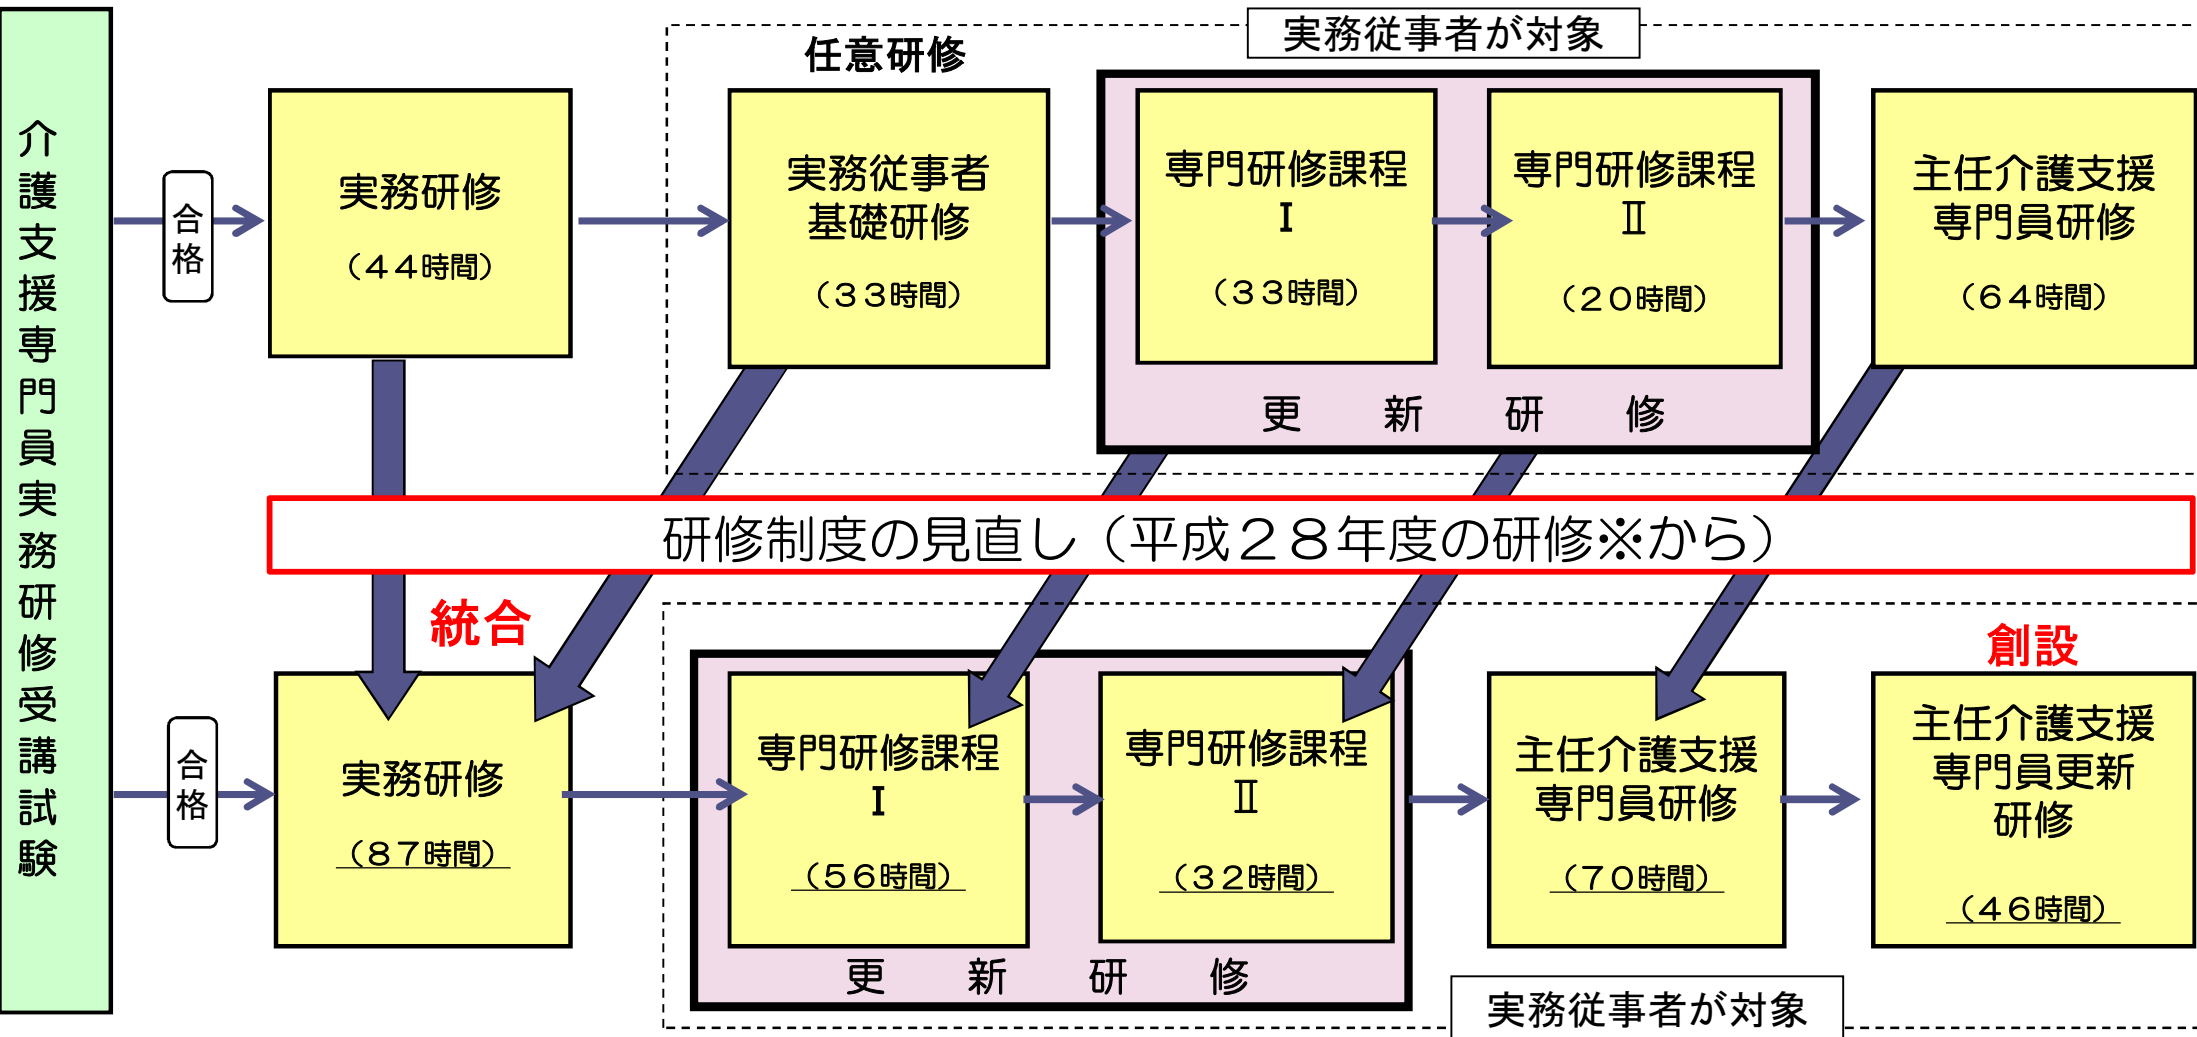 介護支援専門員実務研修受講試験
実務従事者が対象
任意研修
合格
実務研修
（４４時間）
実務従事者
基礎研修
（３３時間）
専門研修課程
Ⅰ
（３３時間）
専門研修課程
Ⅱ
（２０時間）
更新研修
主任介護支援
専門員研修
（６４時間）
研修制度の見直し（平成２８年度の研修※から）
統合
創設
合格
実務研修
（８７時間）
専門研修課程
Ⅰ
（５６時間）
専門研修課程
Ⅱ
（３２時間）
更新研修
主任介護支援
専門員研修
（７０時間）
主任介護支援
専門員更新
研修
（４６時間）
実務従事者が対象